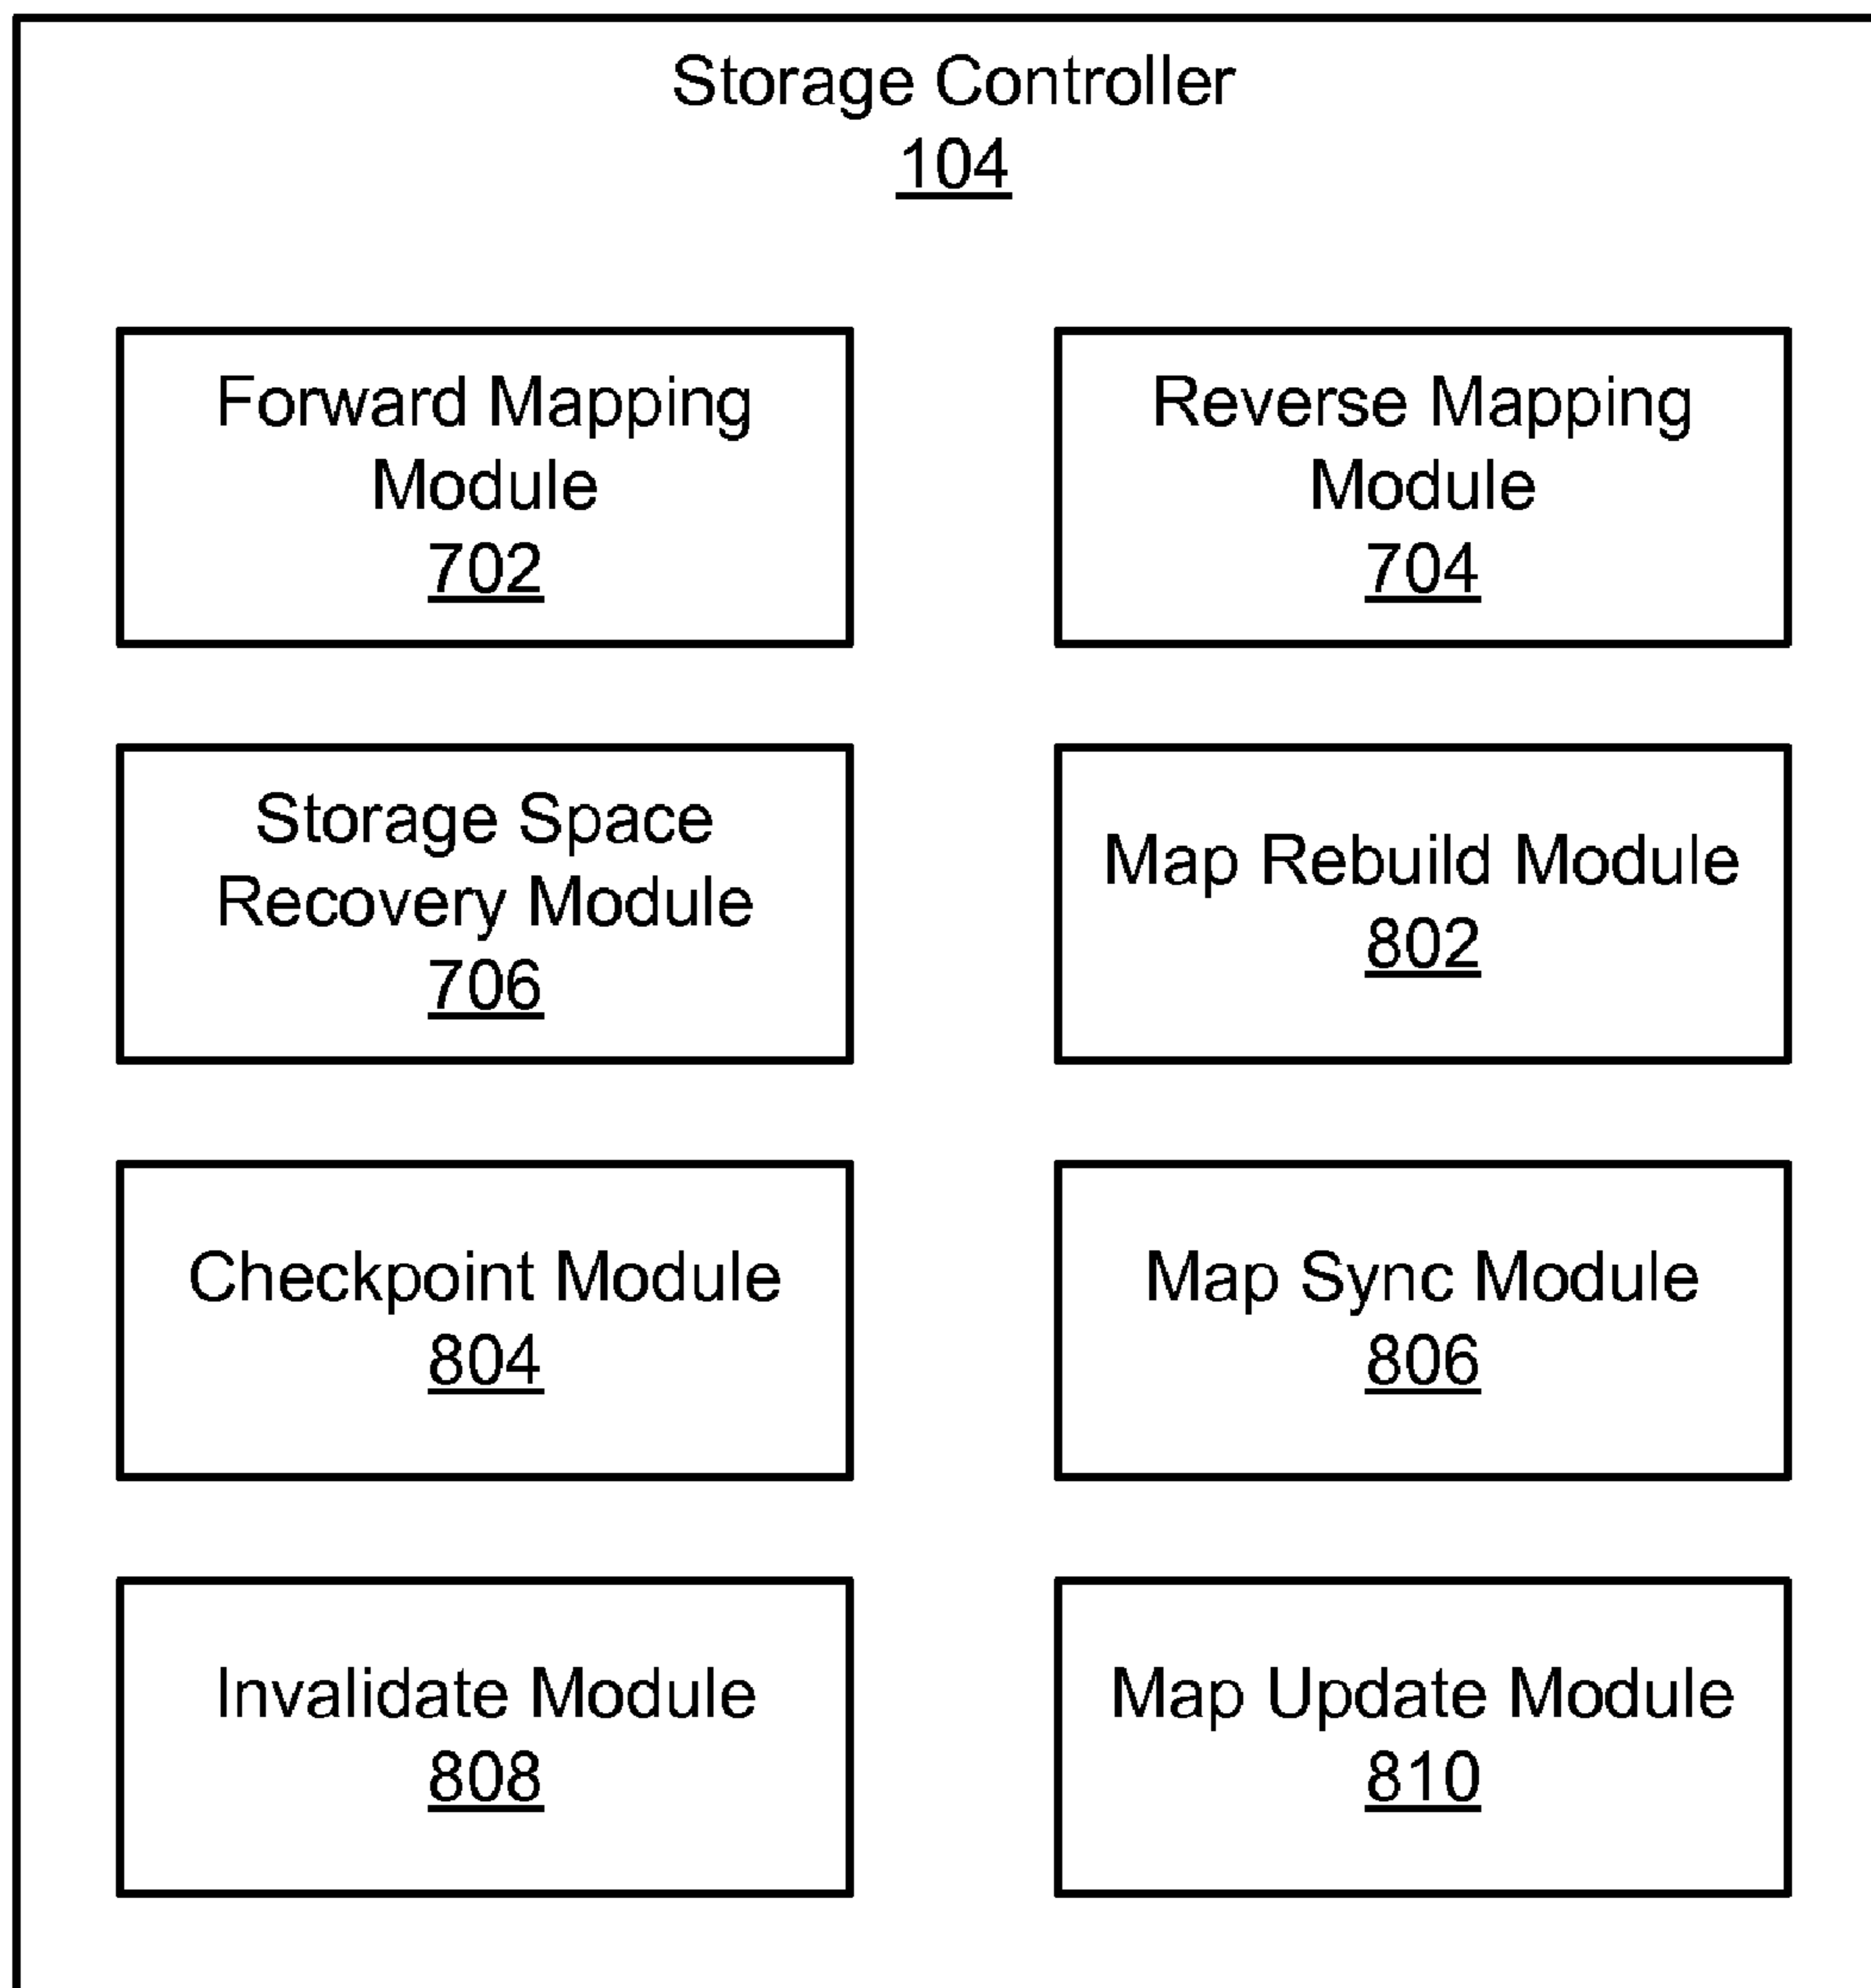 Storage Controller
104
Forward Mapping
Module
702
Reverse Mapping
Module
704
Storage Space
Recovery Module
706
Map Rebuild Module
802
Checkpoint Module
804
Map Sync Module
806
Invalidate Module
808
Map Update Module
810